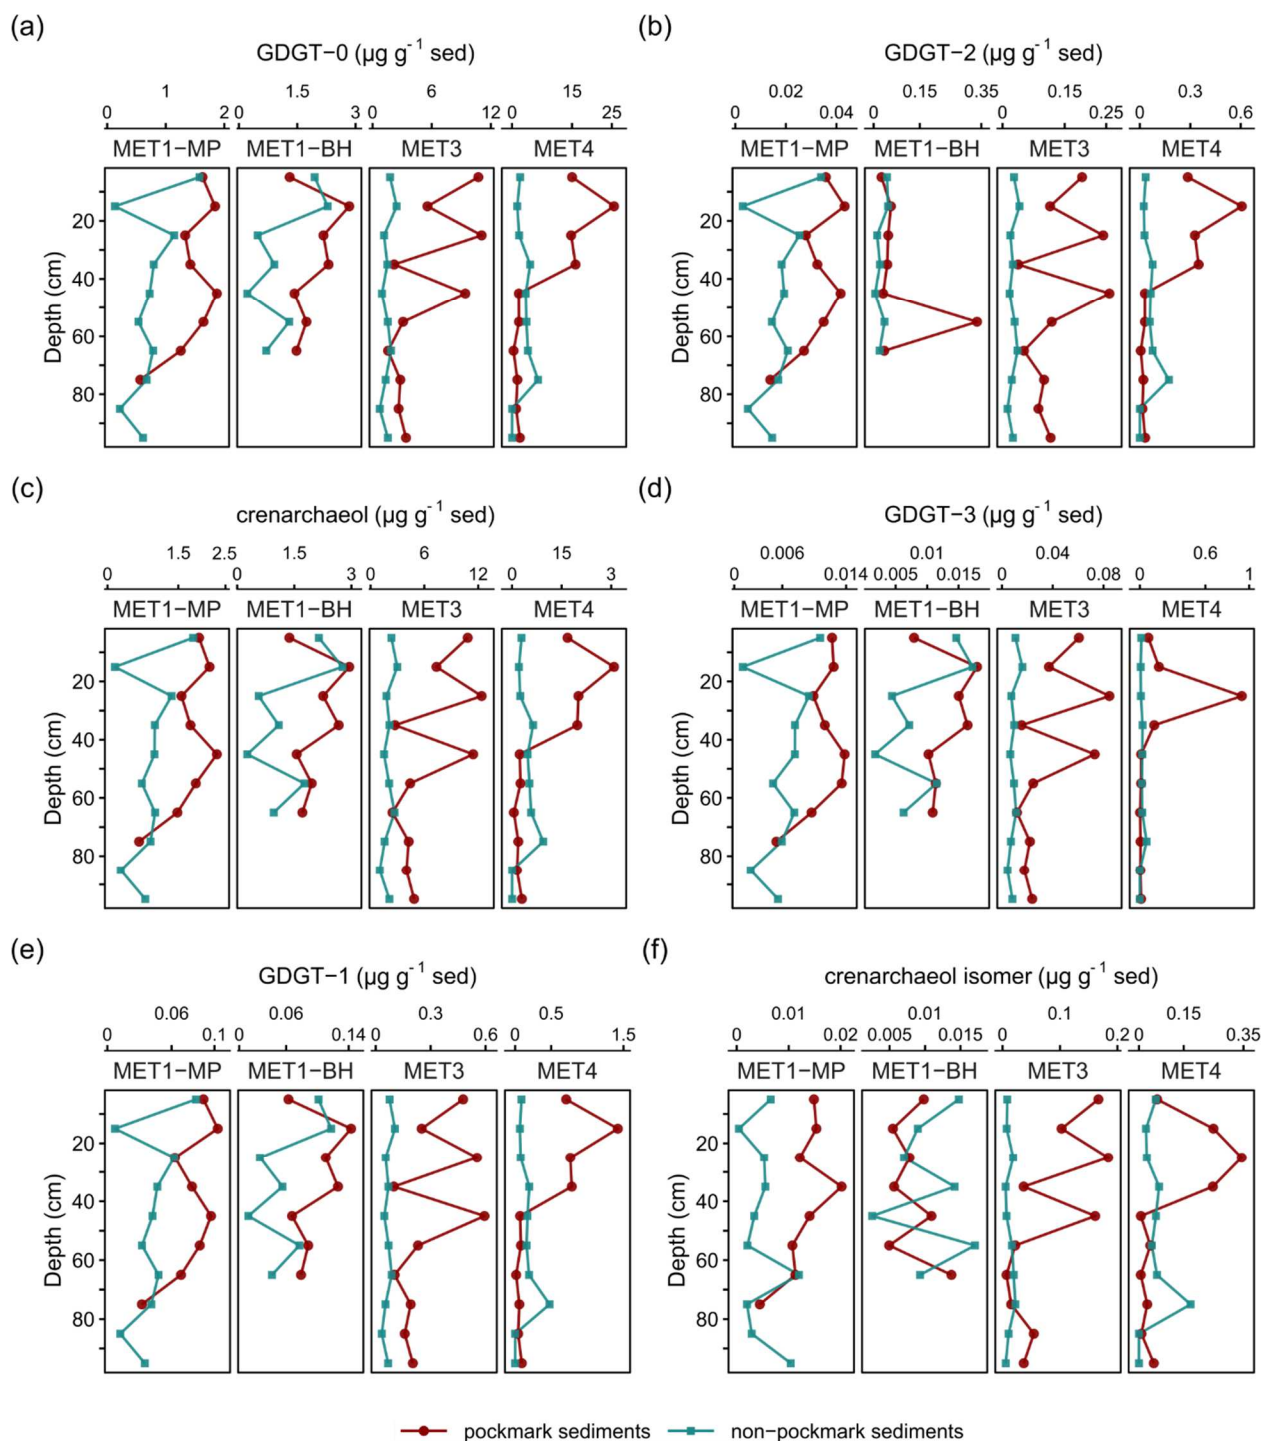 (a)
GDGT−0 (µg g⁻¹ sed)
1 1.5 6 15
0 2 0 3 0 12 0 25
MET1−MP MET1−BH MET3 MET4
20
40
60
80
Depth (cm)
(b)
GDGT−2 (µg g⁻¹ sed)
0.02 0.15 0.15 0.3
0 0.04 0 0.35 0 0.25 0 0.6
MET1−MP MET1−BH MET3 MET4
20
40
60
80
Depth (cm)
(c)
crenarchaeol (µg g⁻¹ sed)
1.5 2.5 1.5 6 15
0 0 3 0 12 0 3
MET1−MP MET1−BH MET3 MET4
20
40
60
80
Depth (cm)
(d)
GDGT−3 (µg g⁻¹ sed)
0.006 0.01 0.04 0.6
0 0.014 0.005 0.015 0 0.08 0 1
MET1−MP MET1−BH MET3 MET4
20
40
60
80
Depth (cm)
(e)
GDGT−1 (µg g⁻¹ sed)
0.06 0.06 0.3 0.5
0 0.1 0 0.14 0 0.6 0 1.5
MET1−MP MET1−BH MET3 MET4
20
40
60
80
Depth (cm)
(f)
crenarchaeol isomer (µg g⁻¹ sed)
0.01 0.01 0.1 0.15
0 0.02 0.005 0.015 0 0.2 0 0.35
MET1−MP MET1−BH MET3 MET4
20
40
60
80
Depth (cm)
pockmark sediments non−pockmark sediments